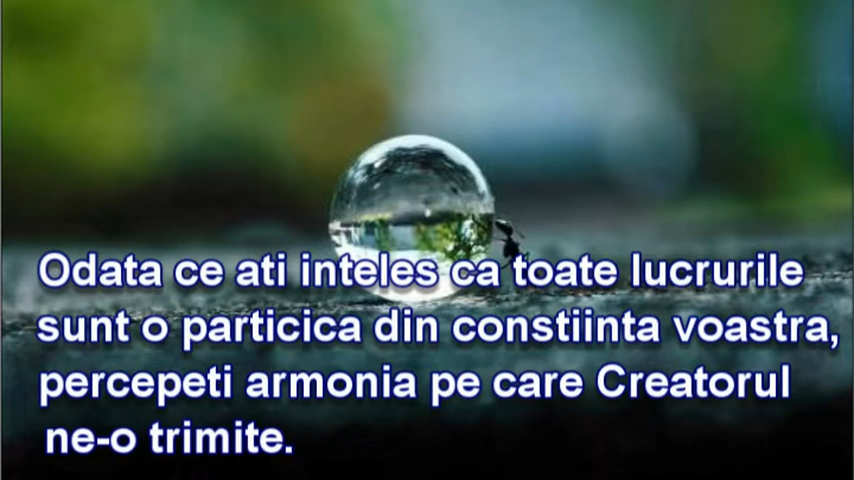 Odata ce ati inteles ca toate lucrurile
sunt o particica din constiinta voastra,
percepeti armonia pe care Creatorul
ne-o trimite.